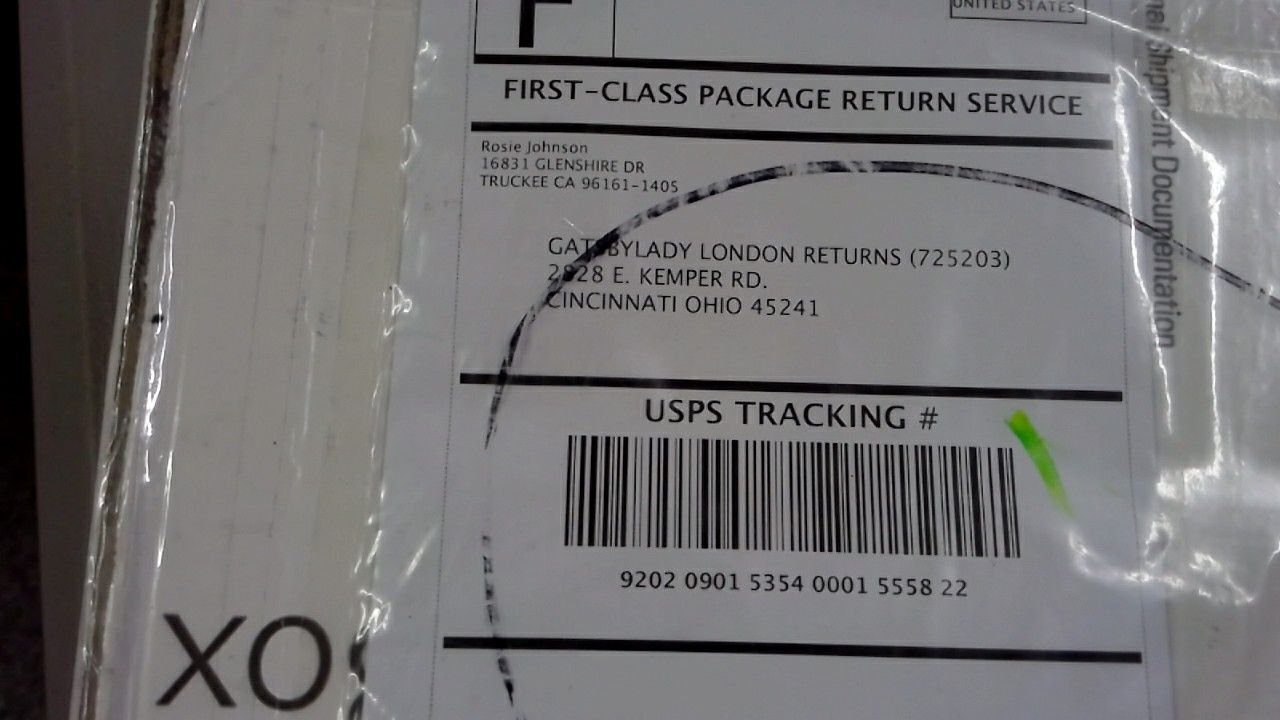 F
UNITED STATES
FIRST-CLASS PACKAGE RETURN SERVICE
Rosie Johnson
16831 GLENSHIRE DR
TRUCKEE CA 96161-1405
GATSBYLADY LONDON RETURNS (725203)
2828 E. KEMPER RD.
CINCINNATI OHIO 45241
USPS TRACKING #
9202 0901 5354 0001 5558 22
Shipment Documentation
XO